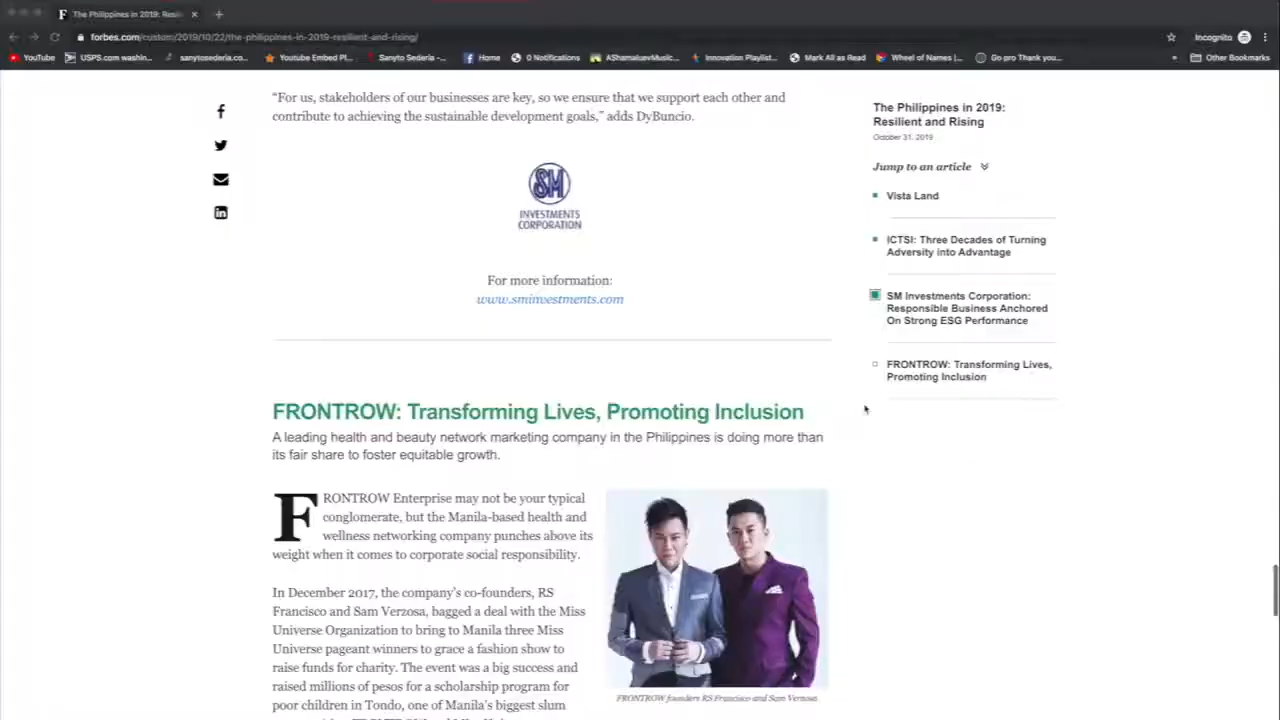 The Philippines in 2019: Resi
forbes.com/custom/2019/10/22/the-philippines-in-2019-resilient-and-rising/
Incognito
YouTube
USPS.com washin...
sanytosederia.co...
Youtube Embed Pl...
Sanyto Sederia -...
Home
0 Notifications
AShamaluevMusic...
Innovation Playlist...
Mark All as Read
Wheel of Names |...
Go pro Thank you...
Other Bookmarks
“For us, stakeholders of our businesses are key, so we ensure that we support each other and
contribute to achieving the sustainable development goals,” adds DyBuncio.
SM
INVESTMENTS
CORPORATION
For more information:
www.sminvestments.com
FRONTROW: Transforming Lives, Promoting Inclusion
A leading health and beauty network marketing company in the Philippines is doing more than
its fair share to foster equitable growth.
FRONTROW Enterprise may not be your typical
conglomerate, but the Manila-based health and
wellness networking company punches above its
weight when it comes to corporate social responsibility.
In December 2017, the company’s co-founders, RS
Francisco and Sam Verzosa, bagged a deal with the Miss
Universe Organization to bring to Manila three Miss
Universe pageant winners to grace a fashion show to
raise funds for charity. The event was a big success and
raised millions of pesos for a scholarship program for
poor children in Tondo, one of Manila’s biggest slum
FRONTROW founders RS Francisco and Sam Verzosa
The Philippines in 2019:
Resilient and Rising
October 31, 2019
Jump to an article
Vista Land
ICTSI: Three Decades of Turning
Adversity into Advantage
SM Investments Corporation:
Responsible Business Anchored
On Strong ESG Performance
FRONTROW: Transforming Lives,
Promoting Inclusion